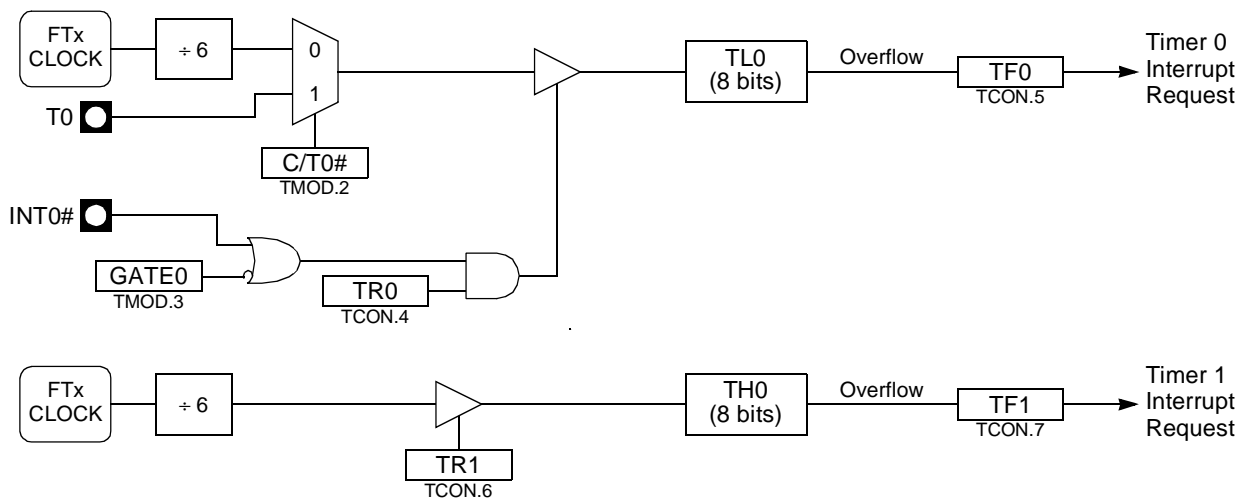 FTx
CLOCK
÷ 6
0
1
T0
C/T0#
TMOD.2
TL0
(8 bits)
Overflow
TF0
TCON.5
Timer 0
Interrupt
Request
INT0#
GATE0
TMOD.3
TR0
TCON.4
FTx
CLOCK
÷ 6
TR1
TCON.6
TH0
(8 bits)
Overflow
TF1
TCON.7
Timer 1
Interrupt
Request